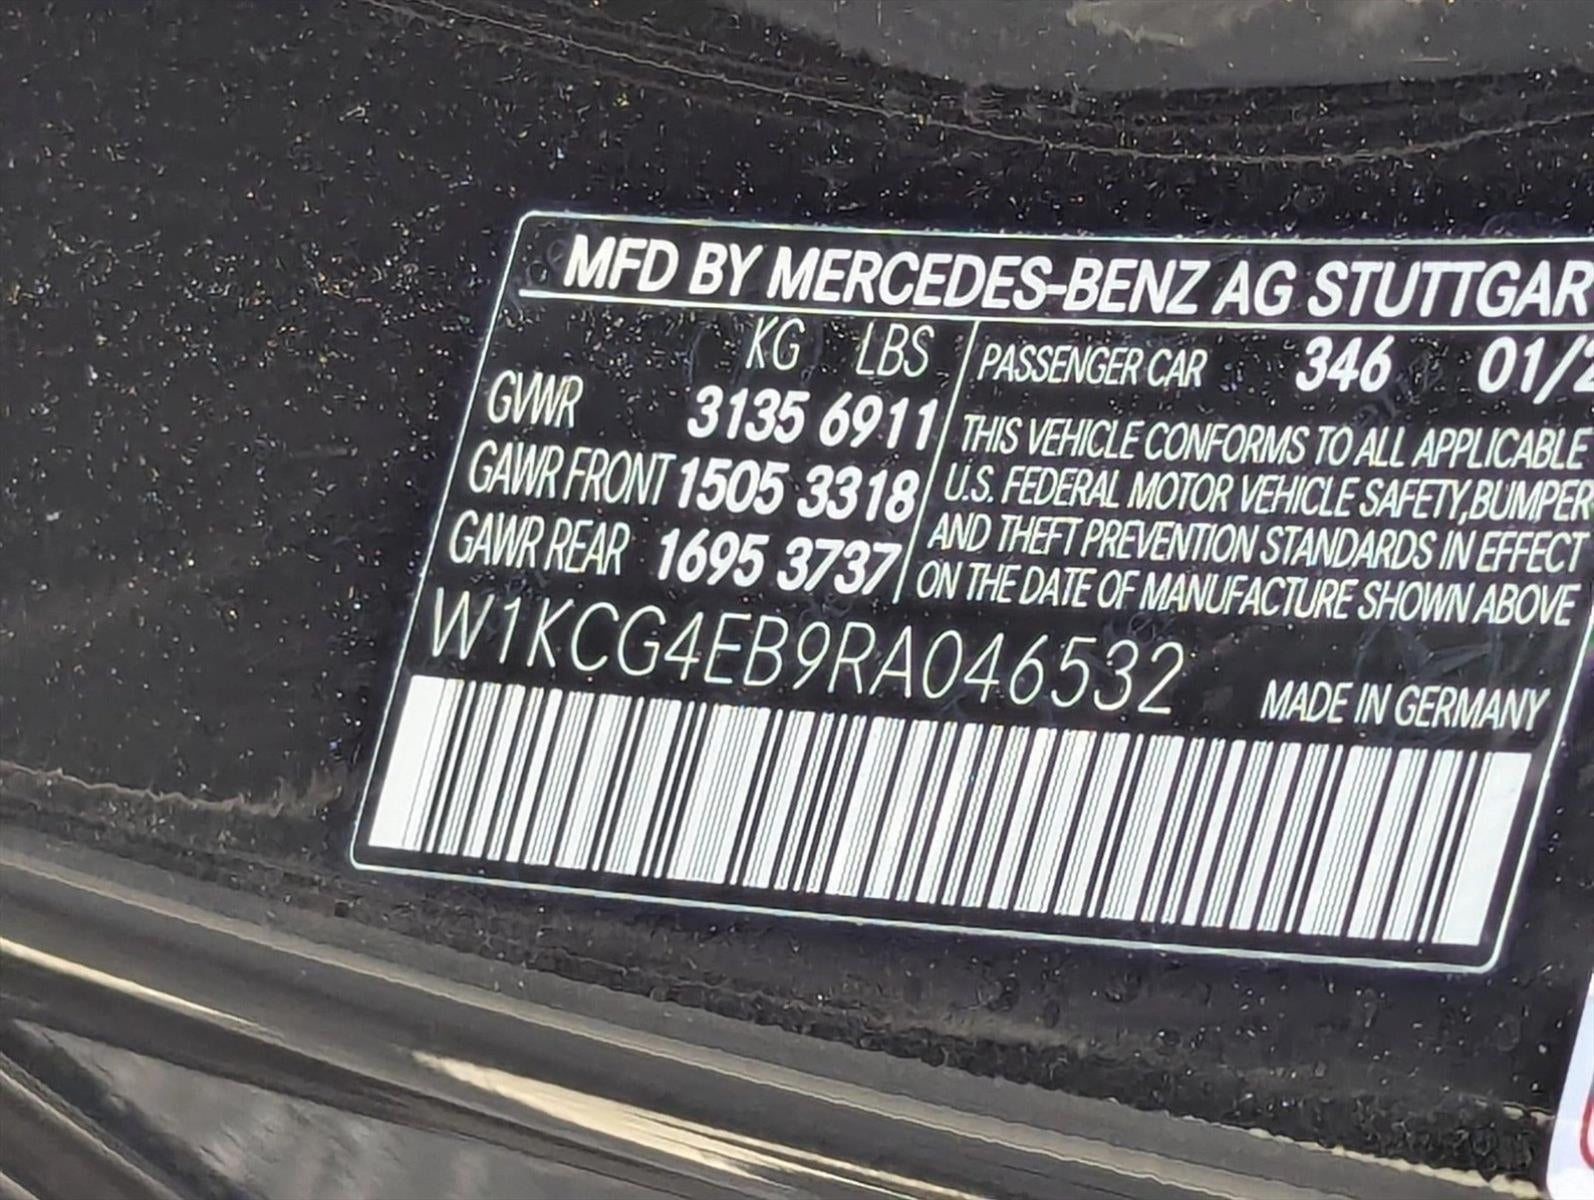 MFD BY MERCEDES-BENZ AG STUTTGAR
KG LBS PASSENGER CAR 346 01/2
GVWR 3135 6911
GAWR FRONT 1505 3318
GAWR REAR 1695 3737
THIS VEHICLE CONFORMS TO ALL APPLICABLE
U.S. FEDERAL MOTOR VEHICLE SAFETY,BUMPER
AND THEFT PREVENTION STANDARDS IN EFFECT
ON THE DATE OF MANUFACTURE SHOWN ABOVE
W1KCG4EB9RA046532
MADE IN GERMANY